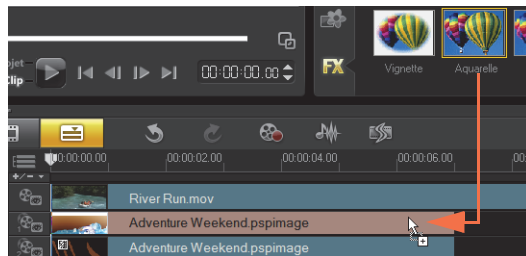 ojet
Clip
00:00:00.00
FX
Vignette
Aquarelle
00:00:00.00
00:00:02.00
00:00:04.00
00:00:06.00
00
+/-
River Run.mov
Adventure Weekend.pspimage
Adventure Weekend.pspimage